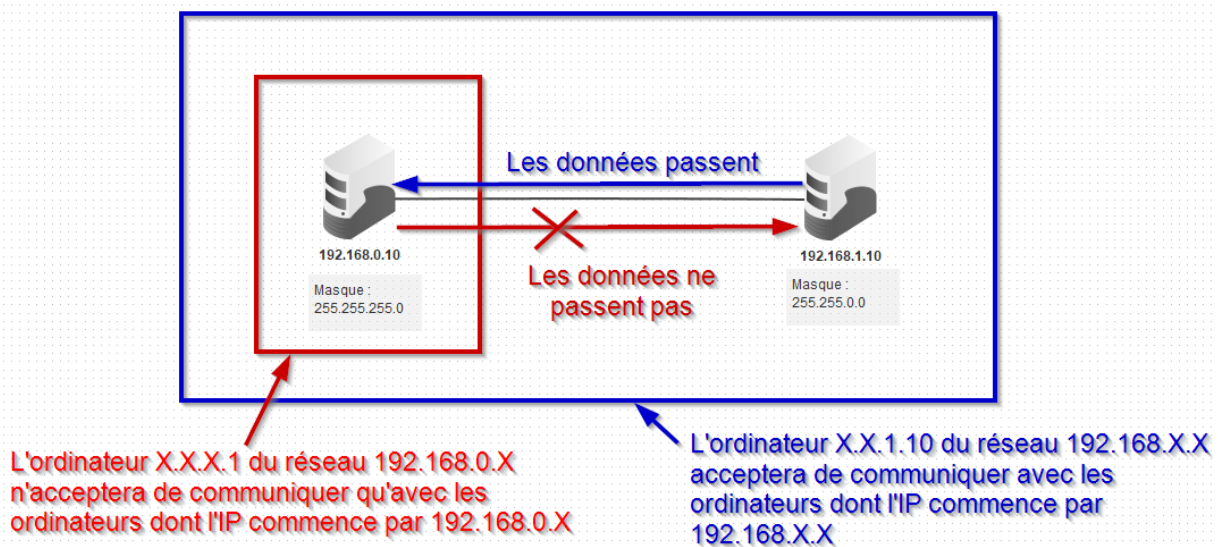 Les données passent
192.168.0.10
192.168.1.10
Les données ne
passent pas
Masque :
255.255.255.0
Masque :
255.255.0.0
L'ordinateur X.X.X.1 du réseau 192.168.0.X
n'acceptera de communiquer qu'avec les
ordinateurs dont l'IP commence par 192.168.0.X
L'ordinateur X.X.1.10 du réseau 192.168.X.X
acceptera de communiquer avec les
ordinateurs dont l'IP commence par
192.168.X.X